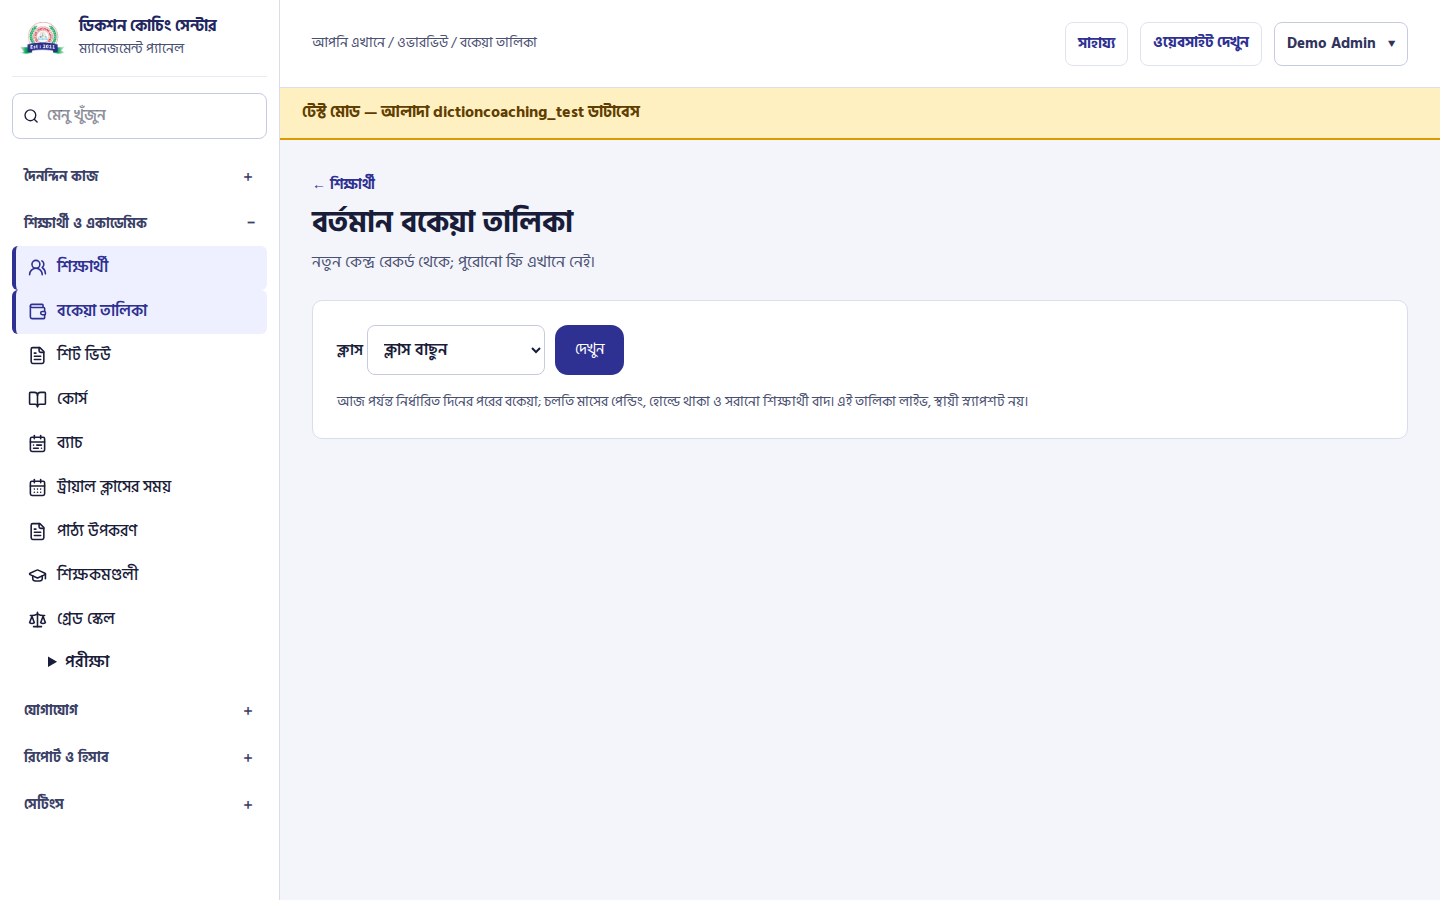 ডিকশন কোচিং সেন্টার
ম্যানেজমেন্ট প্যানেল
Est : 2011
মেনু খুঁজুন
দৈনন্দিন কাজ +
শিক্ষার্থী ও একাডেমিক −
শিক্ষার্থী
বকেয়া তালিকা
শিট ভিউ
কোর্স
ব্যাচ
ট্রায়াল ক্লাসের সময়
পাঠ্য উপকরণ
শিক্ষকমণ্ডলী
গ্রেড স্কেল
▶ পরীক্ষা
যোগাযোগ +
রিপোর্ট ও হিসাব +
সেটিংস +
আপনি এখানে / ওভারভিউ / বকেয়া তালিকা
সাহায্য
ওয়েবসাইট দেখুন
Demo Admin ▾
টেস্ট মোড — আলাদা dictioncoaching_test ডাটাবেস
← শিক্ষার্থী
বর্তমান বকেয়া তালিকা
নতুন কেন্দ্র রেকর্ড থেকে; পুরোনো ফি এখানে নেই।
ক্লাস ক্লাস বাছুন দেখুন
আজ পর্যন্ত নির্ধারিত দিনের পরের বকেয়া; চলতি মাসের পেন্ডিং, হোল্ডে থাকা ও সরানো শিক্ষার্থী বাদ। এই তালিকা লাইভ, স্থায়ী স্ন্যাপশট নয়।